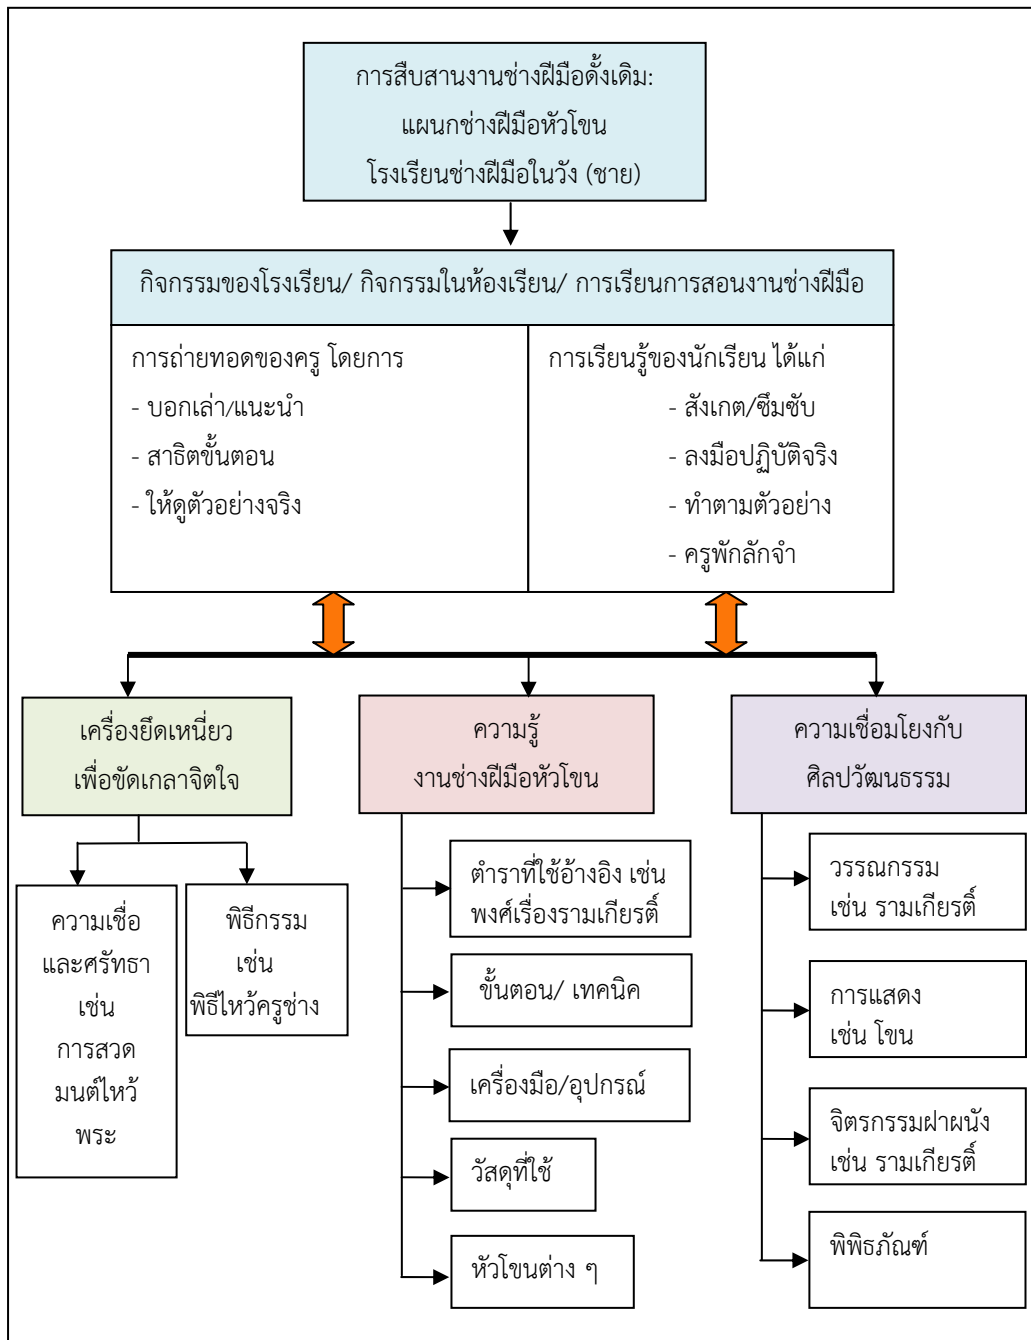 การสืบสานงานช่างฝีมือดั้งเดิม:
แผนกช่างฝีมือหัวโขน
โรงเรียนช่างฝีมือในวัง (ชาย)
กิจกรรมของโรงเรียน/ กิจกรรมในห้องเรียน/ การเรียนการสอนงานช่างฝีมือ
การถ่ายทอดของครู โดยการ
- บอกเล่า/แนะนำ
- สาธิตขั้นตอน
- ให้ดูตัวอย่างจริง
การเรียนรู้ของนักเรียน ได้แก่
- สังเกต/ซึมซับ
- ลงมือปฏิบัติจริง
- ทำตามตัวอย่าง
- ครูพักลักจำ
เครื่องยึดเหนี่ยว
เพื่อขัดเกลาจิตใจ
ความเชื่อ
และศรัทธา
เช่น
การสวด
มนต์ไหว้
พระ
พิธีกรรม
เช่น
พิธีไหว้ครูช่าง
ความรู้
งานช่างฝีมือหัวโขน
ตำราที่ใช้อ้างอิง เช่น
พงศ์เรื่องรามเกียรติ์
ขั้นตอน/ เทคนิค
เครื่องมือ/อุปกรณ์
วัสดุที่ใช้
หัวโขนต่าง ๆ
ความเชื่อมโยงกับ
ศิลปวัฒนธรรม
วรรณกรรม
เช่น รามเกียรติ์
การแสดง
เช่น โขน
จิตรกรรมฝาผนัง
เช่น รามเกียรติ์
พิพิธภัณฑ์